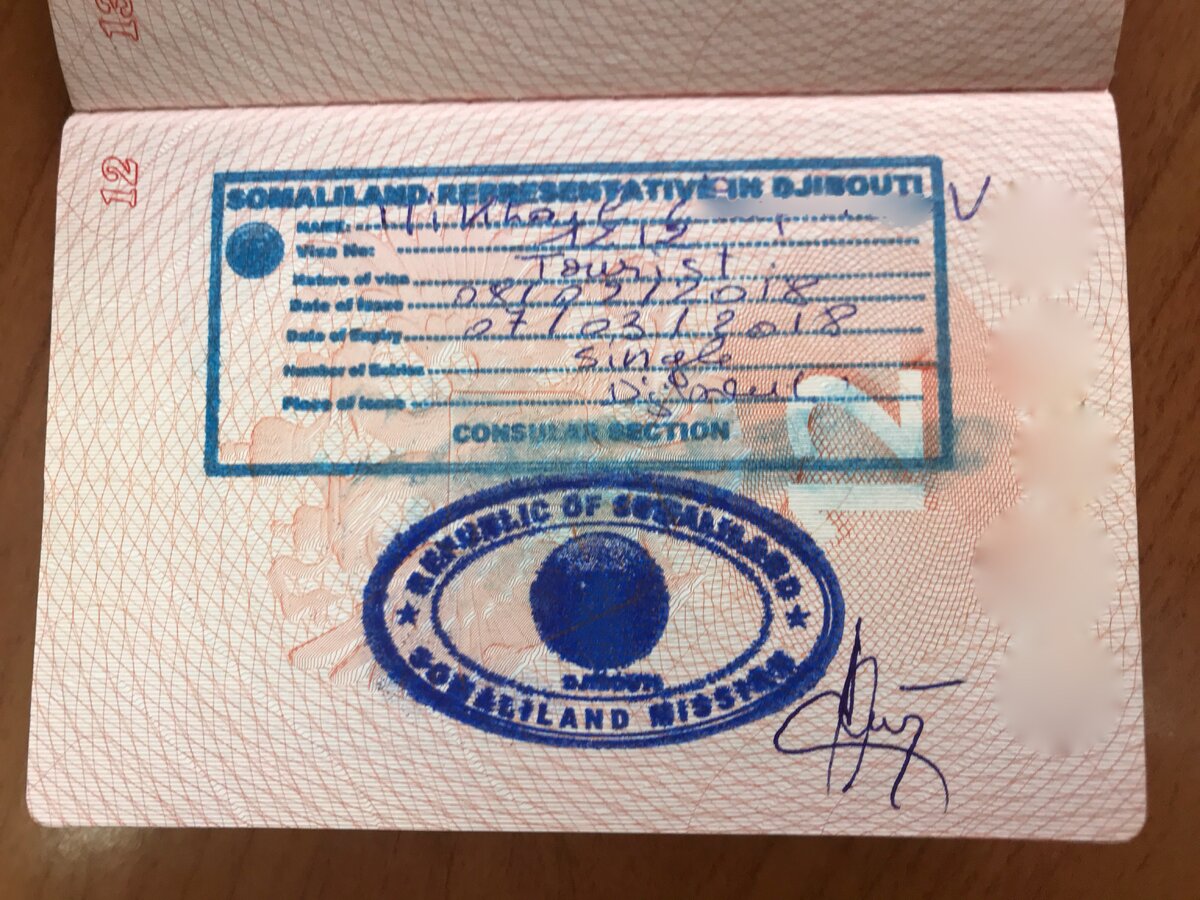 13
12
SOMALILAND REPRESENTATIVE IN DJIBOUTI
NAME:
Visa No: 1212
Nature of visa Tourist
Date of Issue 08/02/2018
Date of Expiry 07/03/2018
Number of Entries Single
Place of Issue Djibouti
CONSULAR SECTION
REPUBLIC OF SOMALILAND
DJIBOUTI
SOMALILAND MISSION